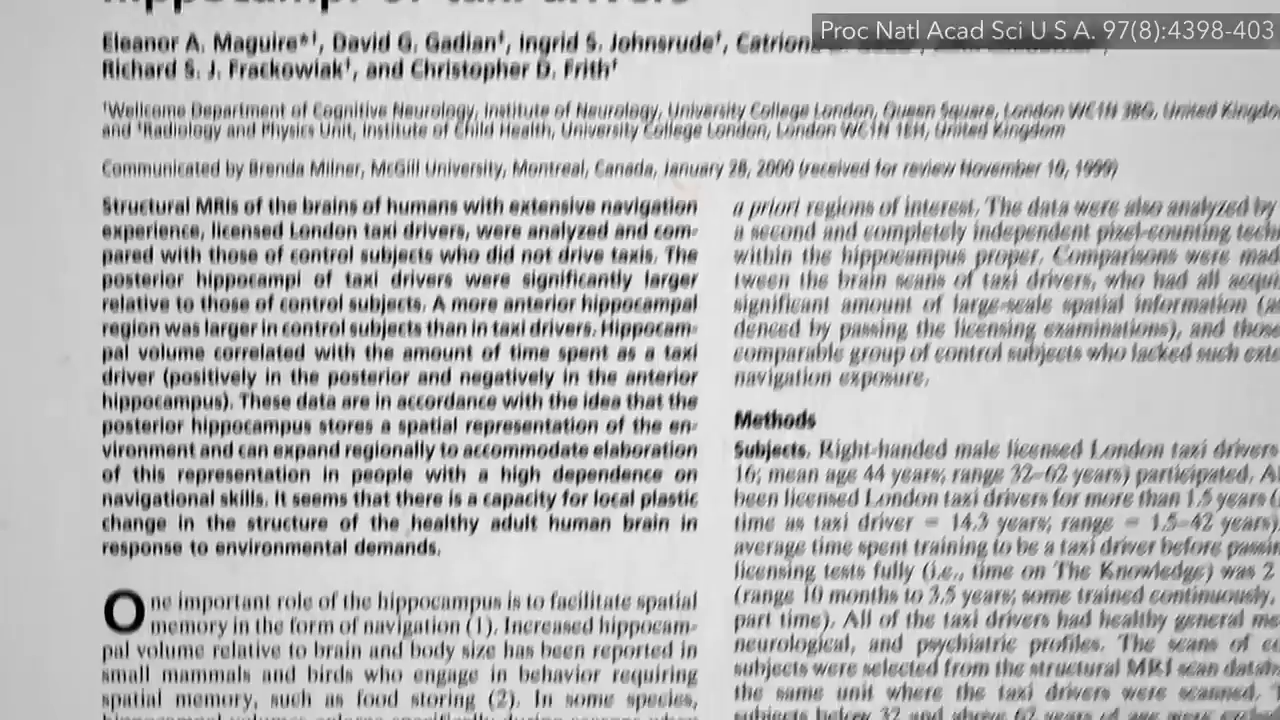 hippocampi of taxi drivers
Proc Natl Acad Sci U S A. 97(8):4398-403
Eleanor A. Maguire*†, David G. Gadian‡, Ingrid S. Johnsrude†,
Richard S. J. Frackowiak†, and Christopher D. Frith†
†Wellcome Department of Cognitive Neurology, Institute of Neurology, University College London, Queen Square, London WC1N 3BG, United
and ‡Radiology and Physics Unit, Institute of Child Health, University College London, London WC1N 1EH, United Kingdom
Communicated by Brenda Milner, McGill University, Montreal, Canada, January 28, 2000 (received for review November 10, 1999)
Structural MRIs of the brains of humans with extensive navigation
experience, licensed London taxi drivers, were analyzed and com-
pared with those of control subjects who did not drive taxis. The
posterior hippocampi of taxi drivers were significantly larger
relative to those of control subjects. A more anterior hippocampal
region was larger in control subjects than in taxi drivers. Hippocam-
pal volume correlated with the amount of time spent as a taxi
driver (positively in the posterior and negatively in the anterior
hippocampus). These data are in accordance with the idea that the
posterior hippocampus stores a spatial representation of the en-
vironment and can expand regionally to accommodate elaboration
of this representation in people with a high dependence on
navigational skills. It seems that there is a capacity for local plastic
change in the structure of the healthy adult human brain in
response to environmental demands.
One important role of the hippocampus is to facilitate spatial
memory in the form of navigation (1). Increased hippocam-
pal volume relative to brain and body size has been reported in
small mammals and birds who engage in behavior requiring
spatial memory, such as food storing (2). In some species,
a priori regions of interest. The data were also analyzed by
a second and completely independent pixel-counting
within the hippocampus proper. Comparisons were
tween the brain scans of taxi drivers, who had all
significant amount of large-scale spatial information
denced by passing the licensing examinations), and
comparable group of control subjects who lacked such
navigation exposure.
Methods
Subjects. Right-handed male licensed London taxi drivers
16; mean age 44 years; range 32–62 years) participated.
been licensed London taxi drivers for more than 1.5 years (
time as taxi driver = 14.3 years; range = 1.5–42 years)
average time spent training to be a taxi driver before
licensing tests fully (i.e., time on The Knowledge) was 2
(range 10 months to 3.5 years; some trained continuously,
part time). All of the taxi drivers had healthy general
neurological, and psychiatric profiles. The scans of
subjects were selected from the structural MRI scan
the same unit where the taxi drivers were scanned.
subjects below 32 and above 62 years of age were